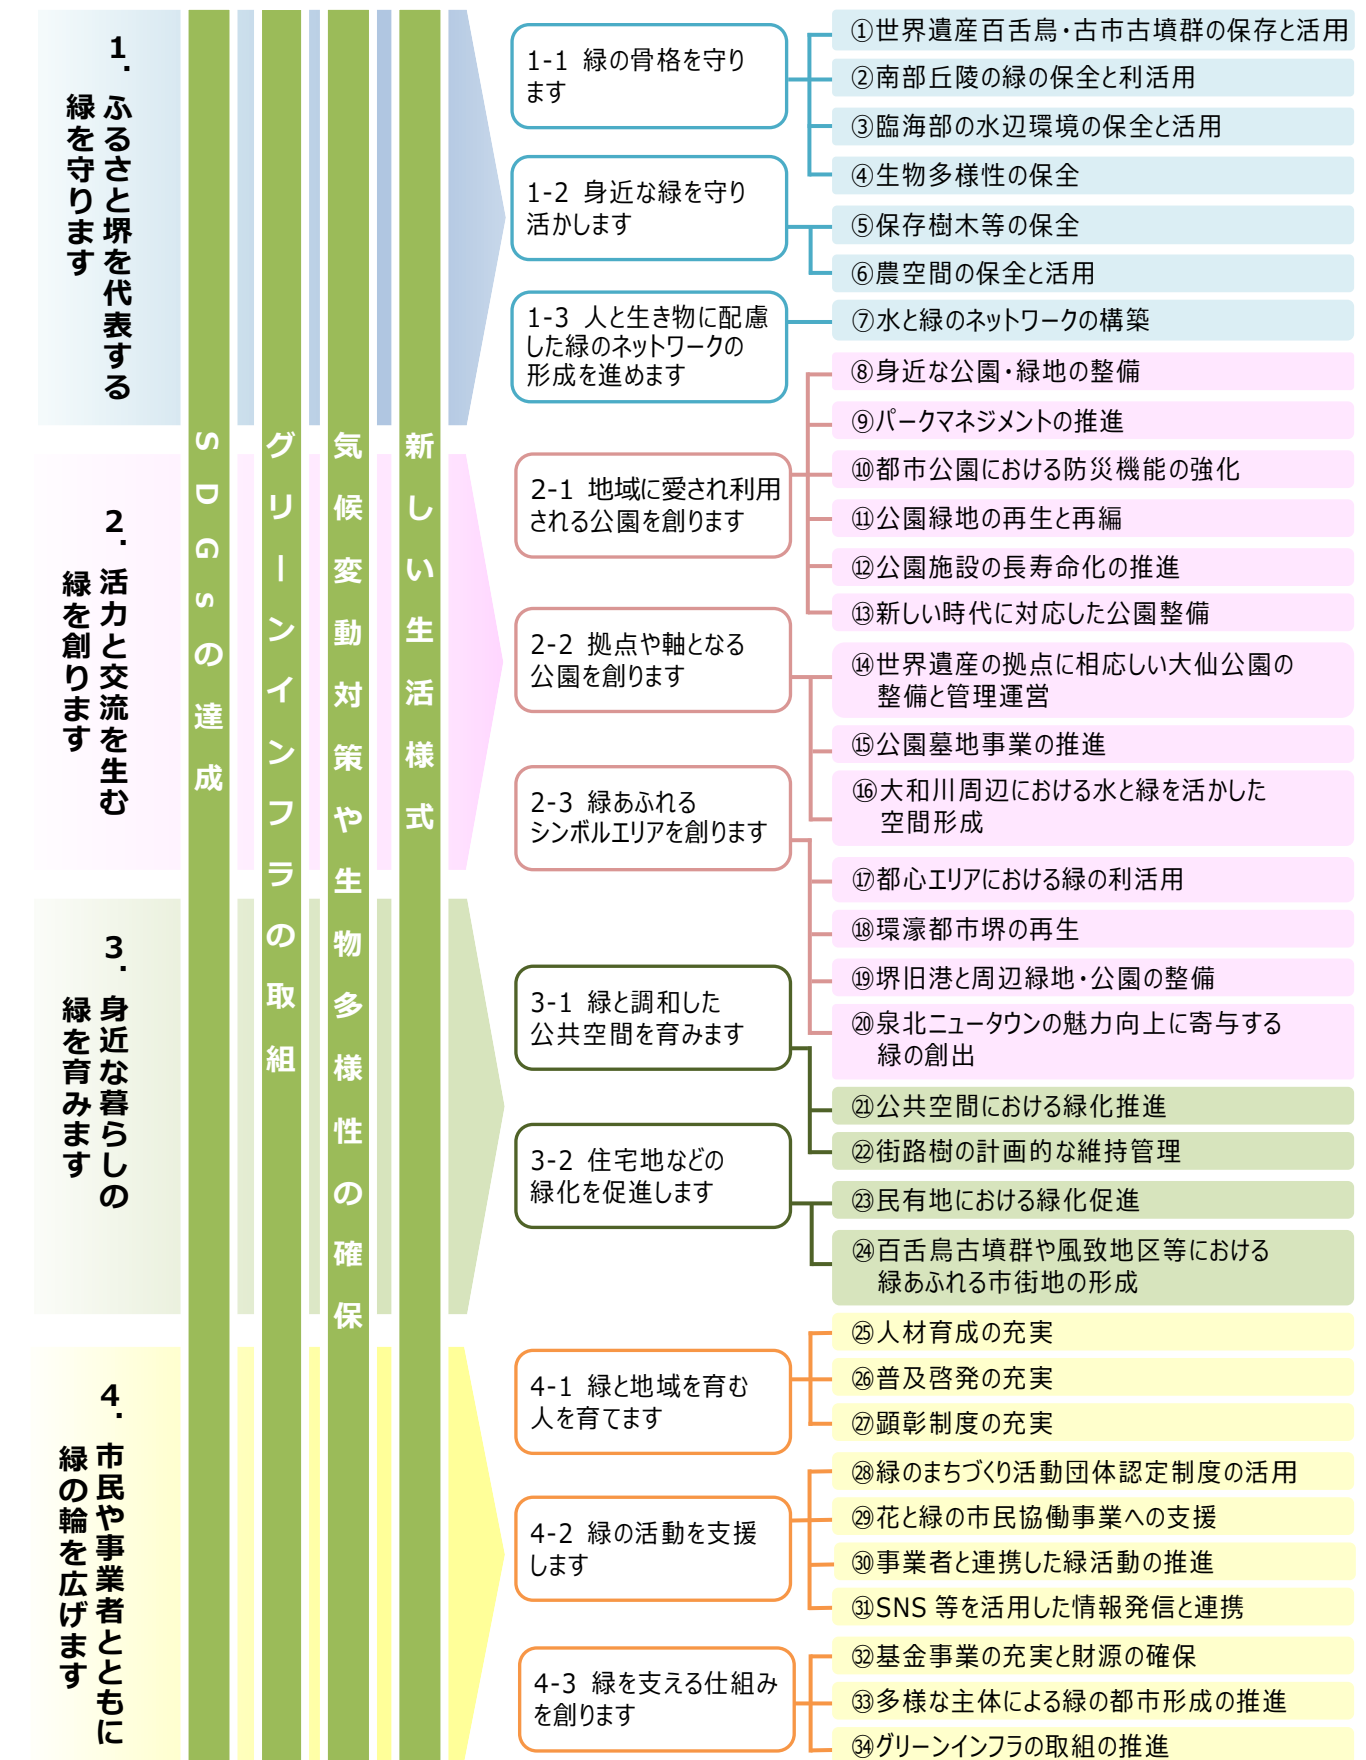 1.ふるさと堺を代表する
緑を守ります
2.活力と交流を生む
緑を創ります
3.身近な暮らしの
緑を育みます
4.市民や事業者とともに
緑の輪を広げます
SDGsの達成
グリーンインフラの取組
気候変動対策や生物多様性の確保
新しい生活様式
1-1 緑の骨格を守り
ます
①世界遺産百舌鳥・古市古墳群の保存と活用
②南部丘陵の緑の保全と利活用
③臨海部の水辺環境の保全と活用
④生物多様性の保全
1-2 身近な緑を守り
活かします
⑤保存樹木等の保全
⑥農空間の保全と活用
1-3 人と生き物に配慮
した緑のネットワークの
形成を進めます
⑦水と緑のネットワークの構築
2-1 地域に愛され利用
される公園を創ります
⑧身近な公園・緑地の整備
⑨パークマネジメントの推進
⑩都市公園における防災機能の強化
⑪公園緑地の再生と再編
⑫公園施設の長寿命化の推進
⑬新しい時代に対応した公園整備
2-2 拠点や軸となる
公園を創ります
⑭世界遺産の拠点に相応しい大仙公園の
整備と管理運営
⑮公園墓地事業の推進
⑯大和川周辺における水と緑を活かした
空間形成
2-3 緑あふれる
シンボルエリアを創ります
⑰都心エリアにおける緑の利活用
⑱環濠都市堺の再生
⑲堺旧港と周辺緑地・公園の整備
⑳泉北ニュータウンの魅力向上に寄与する
緑の創出
3-1 緑と調和した
公共空間を育みます
㉑公共空間における緑化推進
㉒街路樹の計画的な維持管理
3-2 住宅地などの
緑化を促進します
㉓民有地における緑化促進
㉔百舌鳥古墳群や風致地区等における
緑あふれる市街地の形成
4-1 緑と地域を育む
人を育てます
㉕人材育成の充実
㉖普及啓発の充実
㉗顕彰制度の充実
4-2 緑の活動を支援
します
㉘緑のまちづくり活動団体認定制度の活用
㉙花と緑の市民協働事業への支援
㉚事業者と連携した緑活動の推進
㉛SNS 等を活用した情報発信と連携
4-3 緑を支える仕組み
を創ります
㉜基金事業の充実と財源の確保
㉝多様な主体による緑の都市形成の推進
㉞グリーンインフラの取組の推進